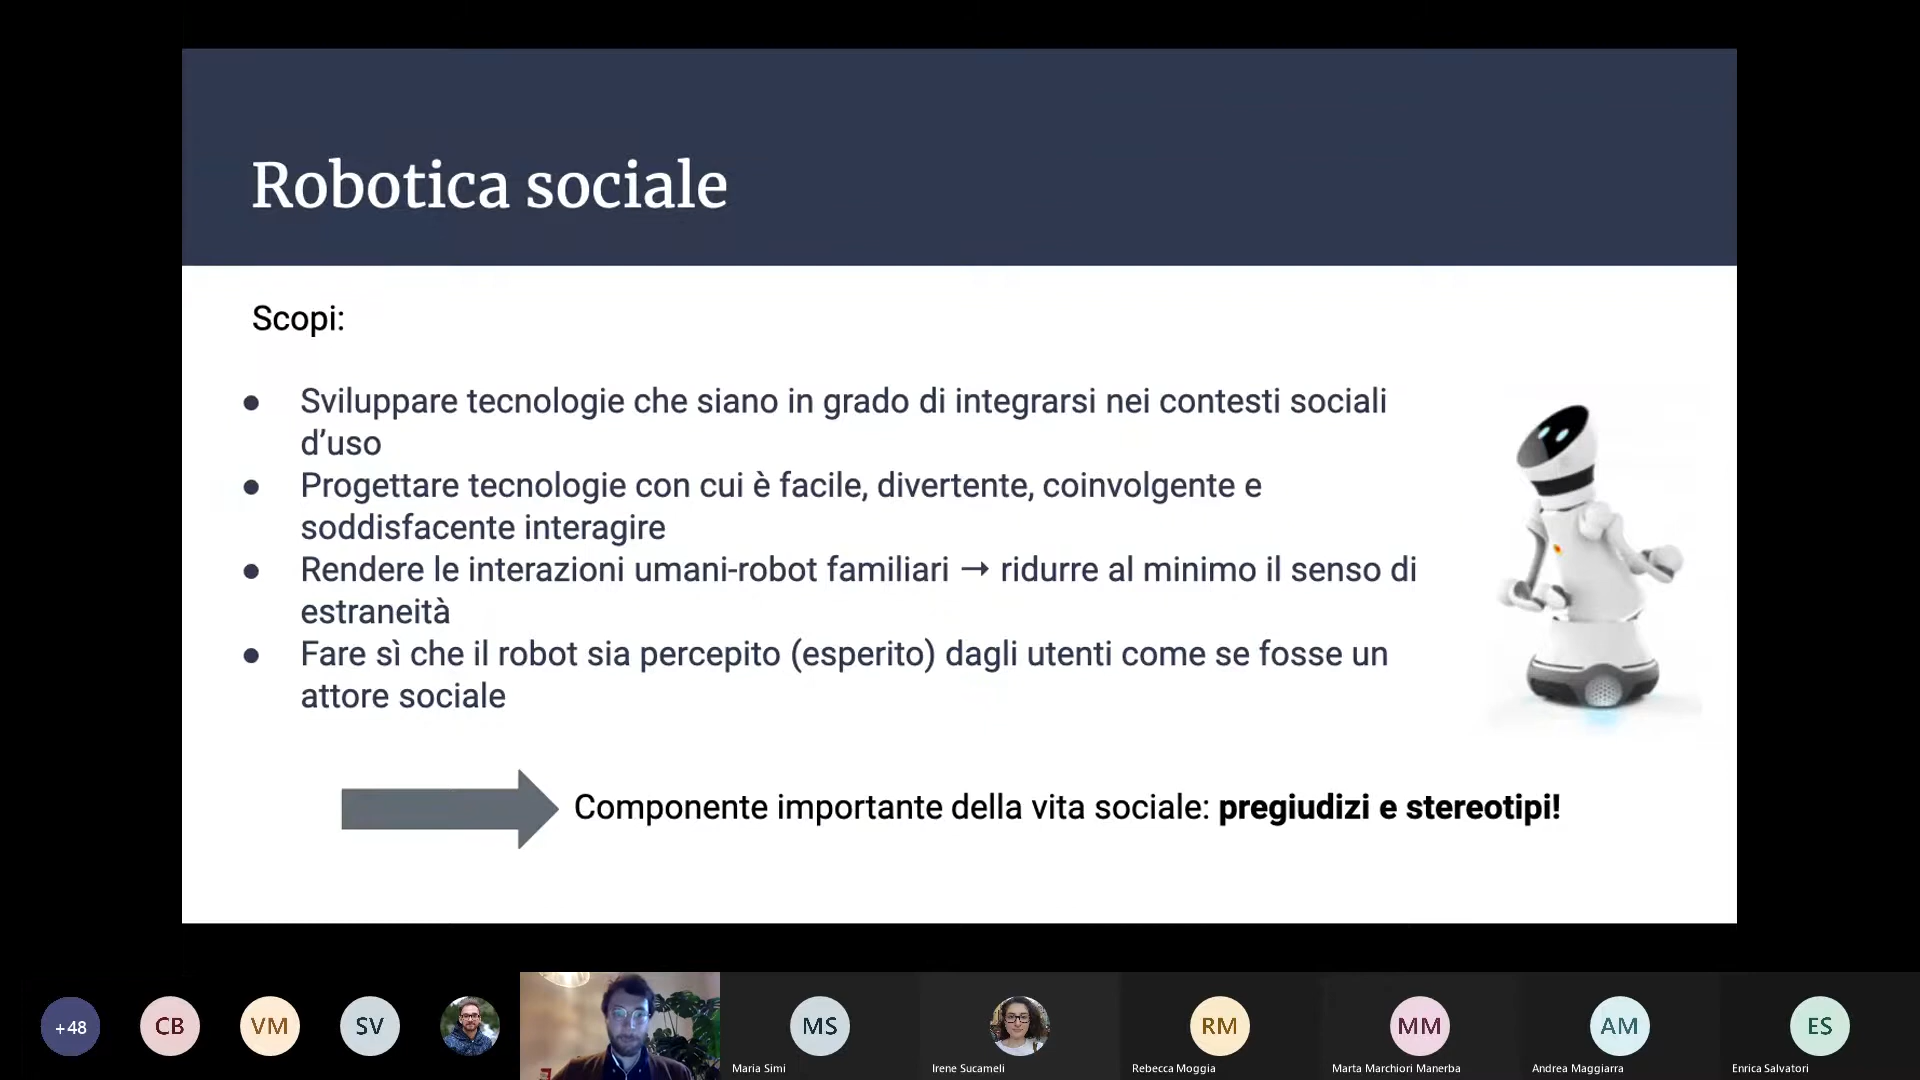 Robotica sociale
Scopi:
● Sviluppare tecnologie che siano in grado di integrarsi nei contesti sociali
d’uso
● Progettare tecnologie con cui è facile, divertente, coinvolgente e
soddisfacente interagire
● Rendere le interazioni umani-robot familiari → ridurre al minimo il senso di
estraneità
● Fare sì che il robot sia percepito (esperito) dagli utenti come se fosse un
attore sociale
Componente importante della vita sociale: pregiudizi e stereotipi!
+48
CB
VM
SV
MS
RM
MM
AM
ES
Maria Simi
Irene Sucameli
Rebecca Moggia
Marta Marchiori Manerba
Andrea Maggiarra
Enrica Salvatori